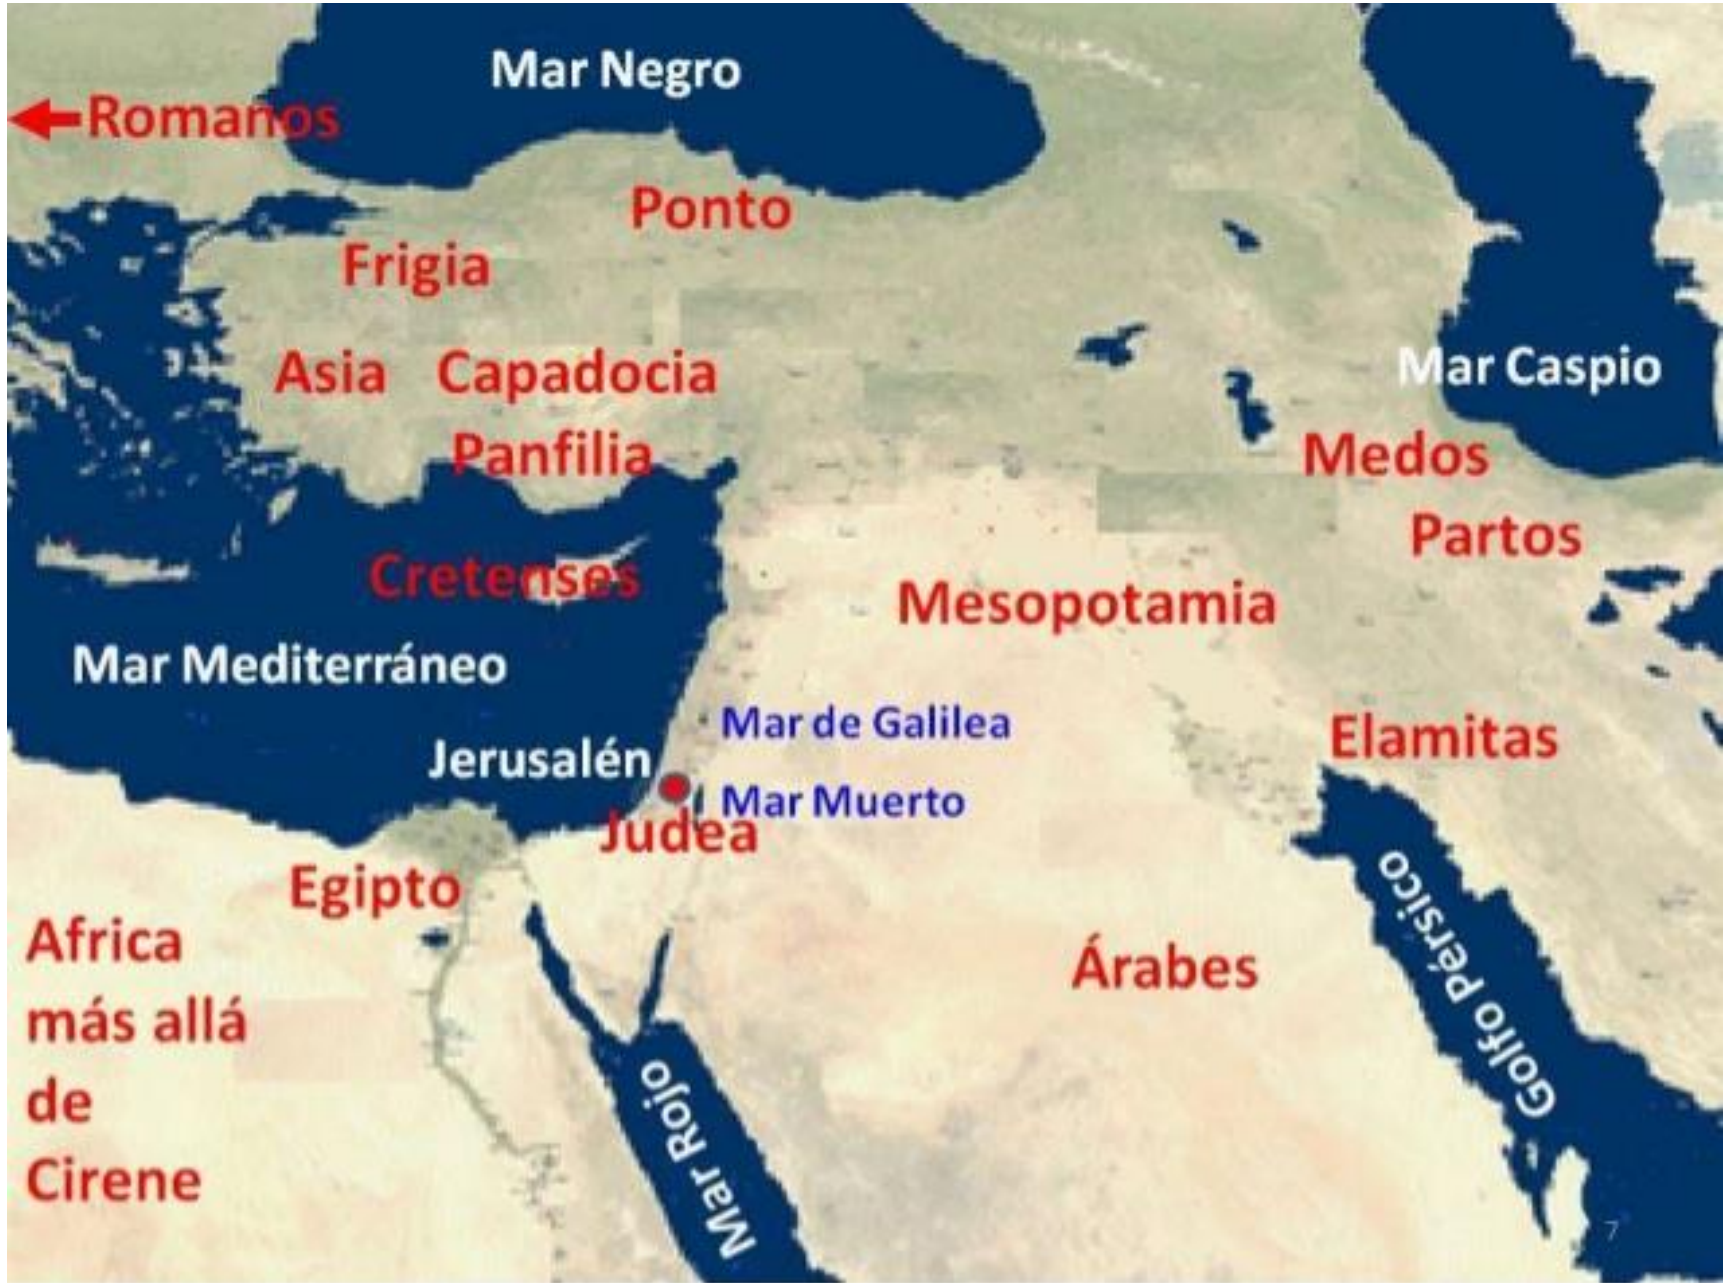 Mar Negro
Romanos
Ponto
Frigia
Asia
Capadocia
Mar Caspio
Panfilia
Medos
Partos
Cretenses
Mesopotamia
Mar Mediterráneo
Mar de Galilea
Elamitas
Jerusalén
Mar Muerto
Judea
Egipto
Golfo Pérsico
Africa
más allá
de
Cirene
Árabes
Mar Rojo
7